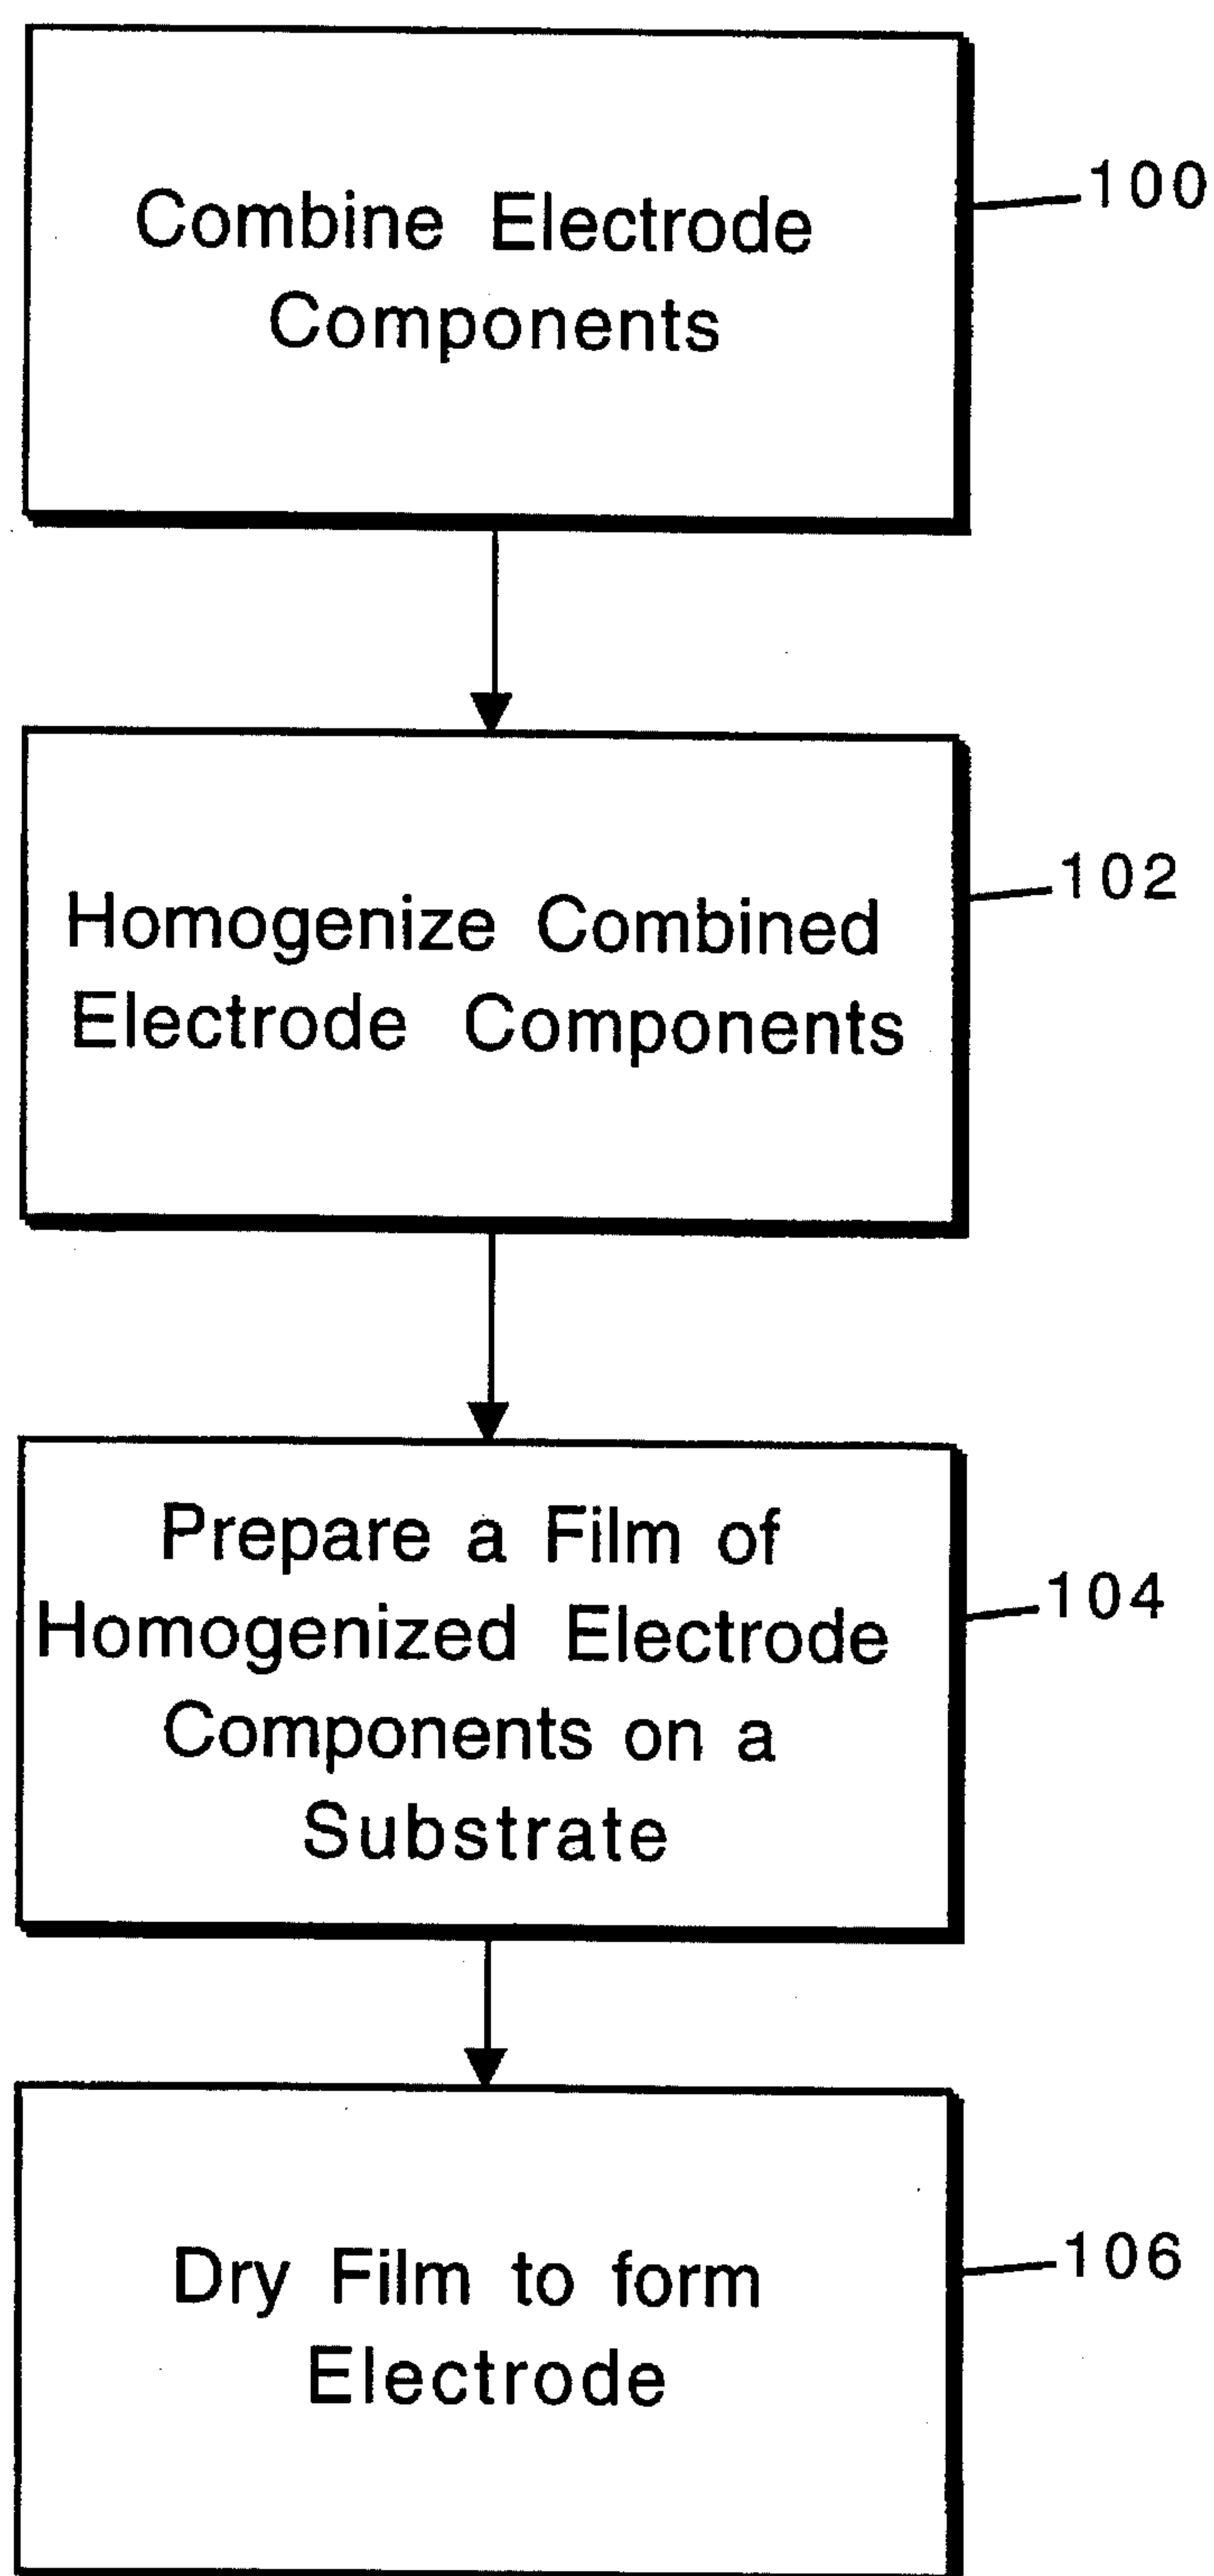 Combine Electrode
Components
100
Homogenize Combined
Electrode Components
102
Prepare a Film of
Homogenized Electrode
Components on a
Substrate
104
Dry Film to form
Electrode
106